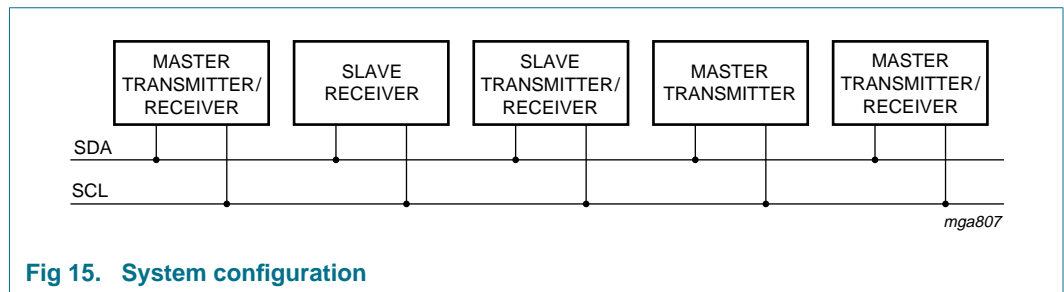 MASTER
TRANSMITTER/
RECEIVER
SLAVE
RECEIVER
SLAVE
TRANSMITTER/
RECEIVER
MASTER
TRANSMITTER
MASTER
TRANSMITTER/
RECEIVER
SDA
SCL
mga807
Fig 15. System configuration